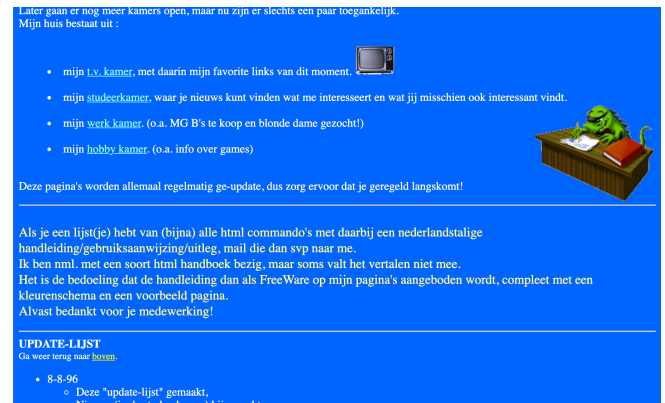 Later gaan er nog meer kamers open, maar nu zijn er slechts een paar toegankelijk.
Mijn huis bestaat uit :
mijn t.v. kamer, met daarin mijn favorite links van dit moment.
mijn studeerkamer, waar je nieuws kunt vinden wat me interesseert en wat jij misschien ook interessant vindt.
mijn werk kamer. (o.a. MG B's te koop en blonde dame gezocht!)
mijn hobby kamer. (o.a. info over games)
Deze pagina's worden allemaal regelmatig ge-update, dus zorg ervoor dat je geregeld langskomt!
Als je een lijst(je) hebt van (bijna) alle html commando's met daarbij een nederlandstalige
handleiding/gebruiksaanwijzing/uitleg, mail die dan svp naar me.
Ik ben nml. met een soort html handboek bezig, maar soms valt het vertalen niet mee.
Het is de bedoeling dat de handleiding dan als FreeWare op mijn pagina's aangeboden wordt, compleet met een
kleurenschema en een voorbeeld pagina.
Alvast bedankt voor je medewerking!
UPDATE-LIJST
Ga weer terug naar boven.
8-8-96
Deze "update-lijst" gemaakt,